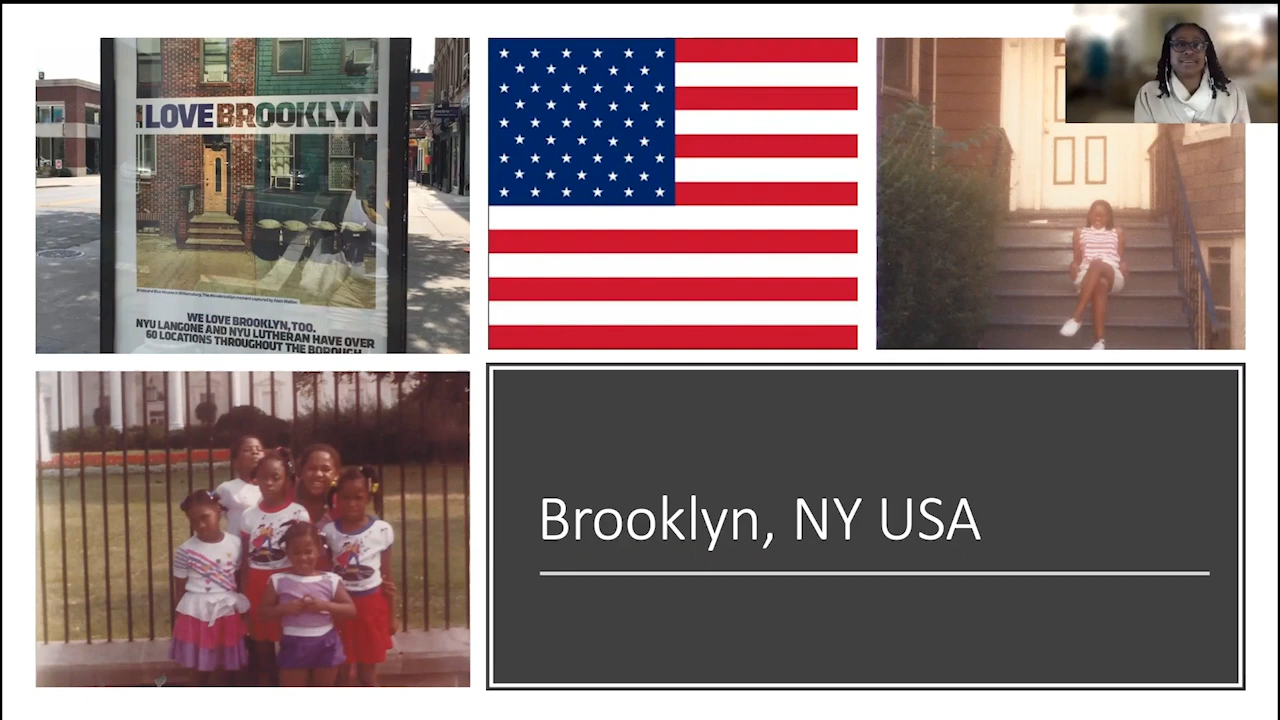 I LOVE BROOKLYN
WE LOVE BROOKLYN, TOO.
NYU LANGONE AND NYU LUTHERAN HAVE OVER
60 LOCATIONS THROUGHOUT THE BOROUGH
Brooklyn, NY USA